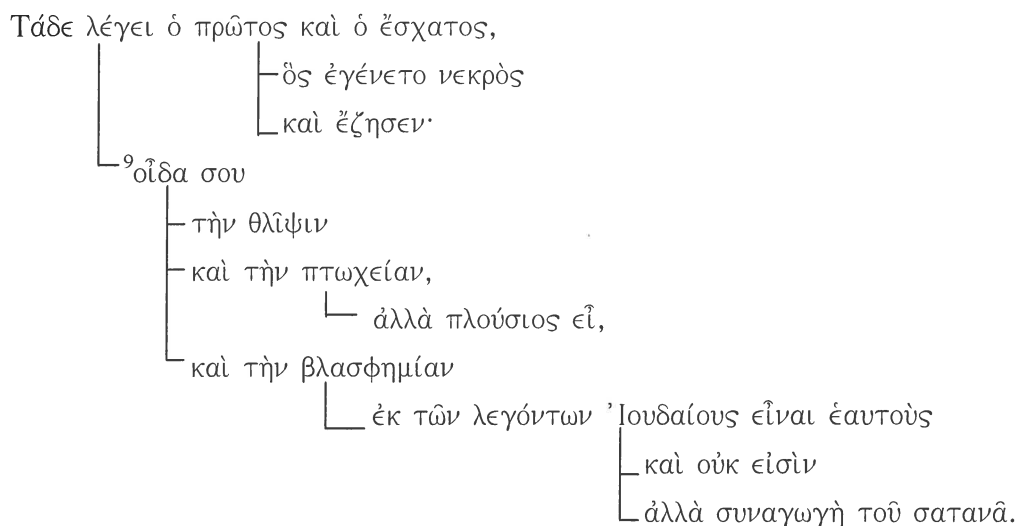 Τάδε λέγει ὁ πρῶτος καὶ ὁ ἔσχατος,
ὃς ἐγένετο νεκρὸς
καὶ ἔζησεν·
⁹οἶδα σου
τὴν θλῖψιν
καὶ τὴν πτωχείαν,
ἀλλὰ πλούσιος εἶ,
καὶ τὴν βλασφημίαν
ἐκ τῶν λεγόντων Ἰουδαίους εἶναι ἑαυτοὺς
καὶ οὐκ εἰσὶν
ἀλλὰ συναγωγὴ τοῦ σατανᾶ.